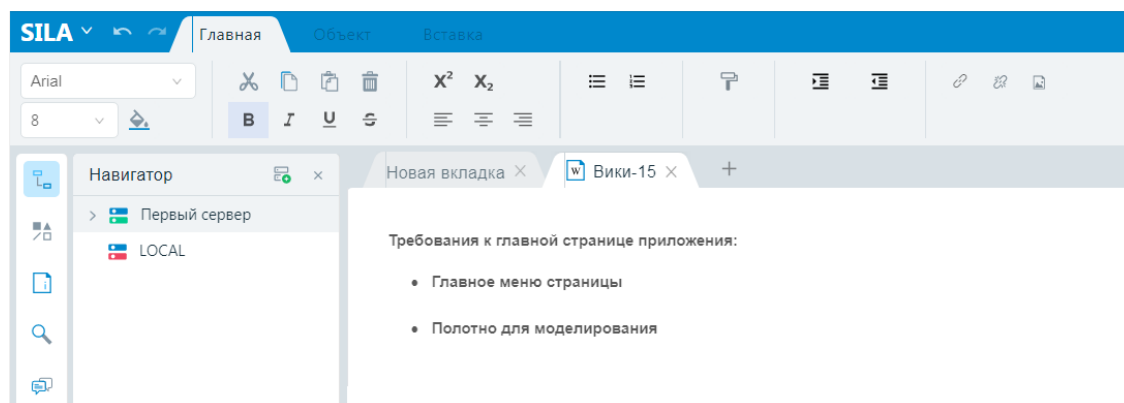 SILA Главная Объект Вставка
Arial X² X₂
8 B I U S
Навигатор Новая вкладка Вики-15
Первый сервер
LOCAL
Требования к главной странице приложения:
• Главное меню страницы
• Полотно для моделирования